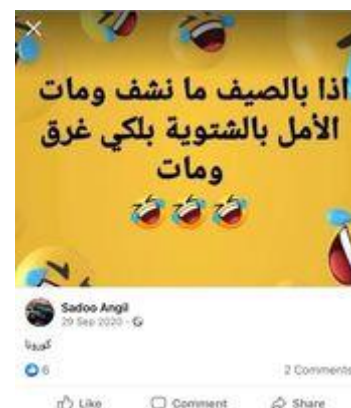 اذا بالصيف ما نشف ومات
الأمل بالشتوية بلكي غرق
ومات
Sadoo Angil
29 Sep 2020
كورونا
6
2 Comments
Like
Comment
Share